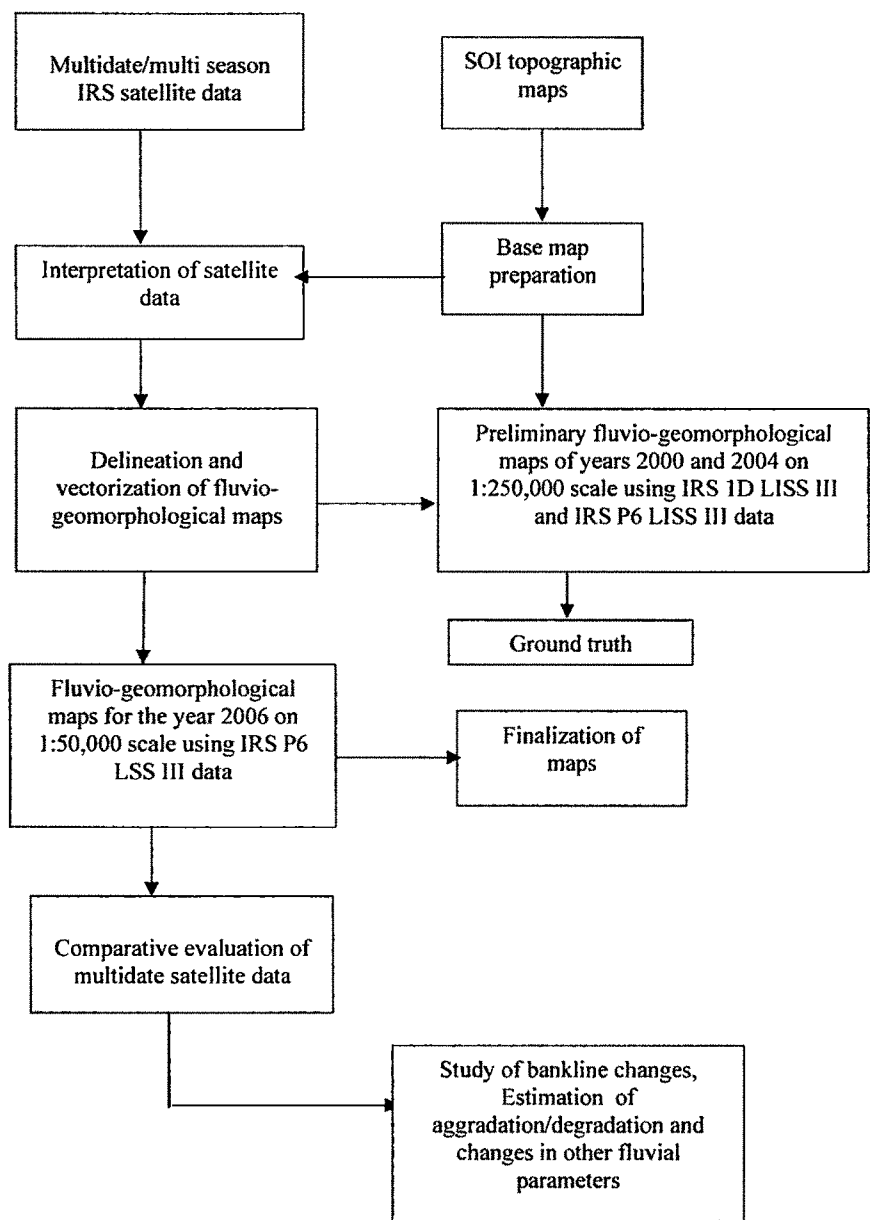 Multidate/multi season
IRS satellite data
SOI topographic
maps
Interpretation of satellite
data
Base map
preparation
Delineation and
vectorization of fluvio-
geomorphological maps
Preliminary fluvio-geomorphological
maps of years 2000 and 2004 on
1:250,000 scale using IRS 1D LISS III
and IRS P6 LISS III data
Ground truth
Fluvio-geomorphological
maps for the year 2006 on
1:50,000 scale using IRS P6
LSS III data
Finalization of
maps
Comparative evaluation of
multidate satellite data
Study of bankline changes,
Estimation of
aggradation/degradation and
changes in other fluvial
parameters